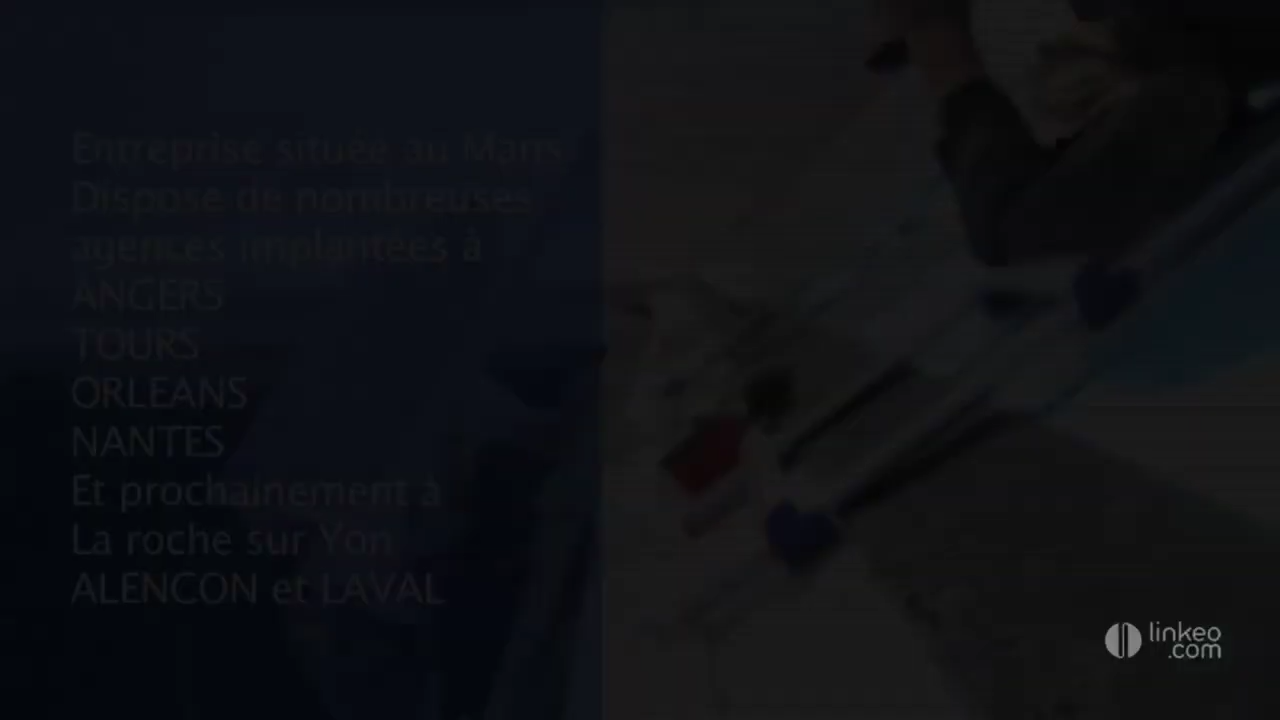 Entreprise située au Mans
Dispose de nombreuses
agences implantées à
ANGERS
TOURS
ORLEANS
NANTES
Et prochainement à
La roche sur Yon
ALENCON et LAVAL
linkeo
.com